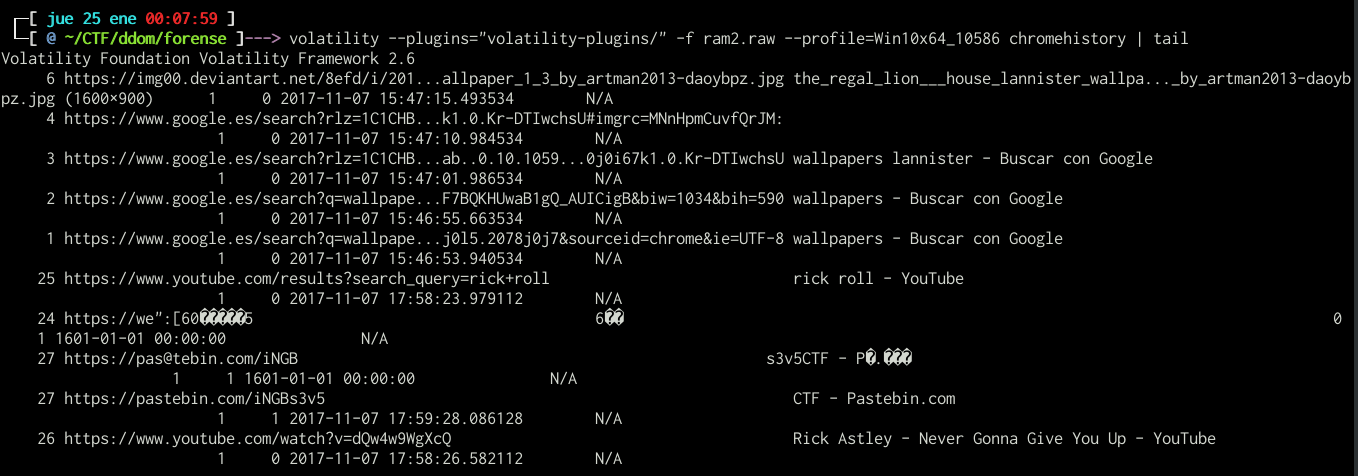 [ jue 25 ene 00:07:59 ]
[ @ ~/CTF/ddom/forense ]---> volatility --plugins="volatility-plugins/" -f ram2.raw --profile=Win10x64_10586 chromehistory | tail
Volatility Foundation Volatility Framework 2.6
6 https://img00.deviantart.net/8efd/i/201...allpaper_1_3_by_artman2013-daoybpz.jpg the_regal_lion___house_lannister_wallpa..._by_artman2013-daoyb
pz.jpg (1600×900) 1 0 2017-11-07 15:47:15.493534 N/A
4 https://www.google.es/search?rlz=1C1CHB...k1.0.Kr-DTIwchsU#imgrc=MNnHpmCuvfQrJM:
1 0 2017-11-07 15:47:10.984534 N/A
3 https://www.google.es/search?rlz=1C1CHB...ab..0.10.1059...0j0i67k1.0.Kr-DTIwchsU wallpapers lannister - Buscar con Google
1 0 2017-11-07 15:47:01.986534 N/A
2 https://www.google.es/search?q=wallpape...F7BQKHUwaB1gQ_AUICigB&biw=1034&bih=590 wallpapers - Buscar con Google
1 0 2017-11-07 15:46:55.663534 N/A
1 https://www.google.es/search?q=wallpape...j0l5.2078j0j7&sourceid=chrome&ie=UTF-8 wallpapers - Buscar con Google
1 0 2017-11-07 15:46:53.940534 N/A
25 https://www.youtube.com/results?search_query=rick+roll rick roll - YouTube
1 0 2017-11-07 17:58:23.979112 N/A
24 https://we":[60������5 6�� 0
1 1601-01-01 00:00:00 N/A
27 https://pas@tebin.com/iNGB s3v5CTF - P�.���
1 1 1601-01-01 00:00:00 N/A
27 https://pastebin.com/iNGBs3v5 CTF - Pastebin.com
1 1 2017-11-07 17:59:28.086128 N/A
26 https://www.youtube.com/watch?v=dQw4w9WgXcQ Rick Astley - Never Gonna Give You Up - YouTube
1 0 2017-11-07 17:58:26.582112 N/A